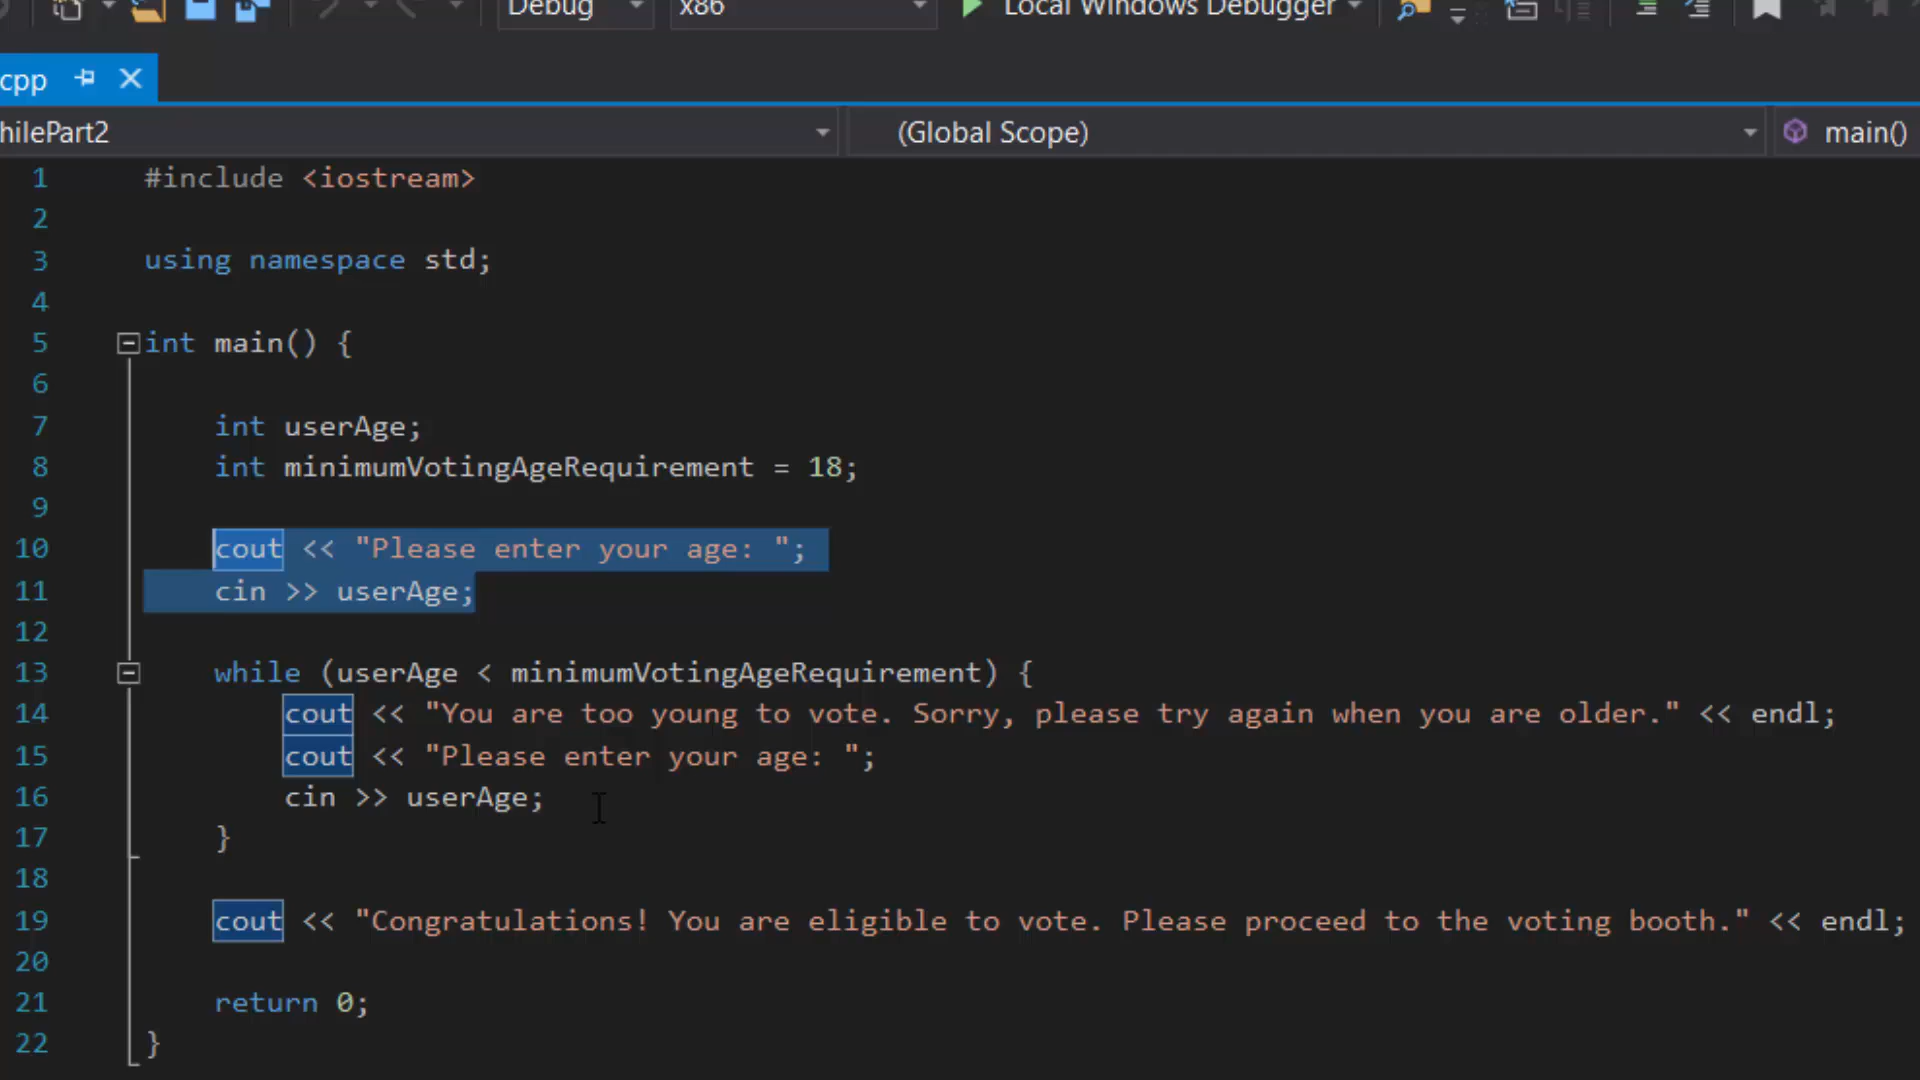 Debug x86 Local Windows Debugger
cpp
hilePart2 (Global Scope) main()
1 #include <iostream>
2
3 using namespace std;
4
5 int main() {
6
7 int userAge;
8 int minimumVotingAgeRequirement = 18;
9
10 cout << "Please enter your age: ";
11 cin >> userAge;
12
13 while (userAge < minimumVotingAgeRequirement) {
14 cout << "You are too young to vote. Sorry, please try again when you are older." << endl;
15 cout << "Please enter your age: ";
16 cin >> userAge;
17 }
18
19 cout << "Congratulations! You are eligible to vote. Please proceed to the voting booth." << endl;
20
21 return 0;
22 }